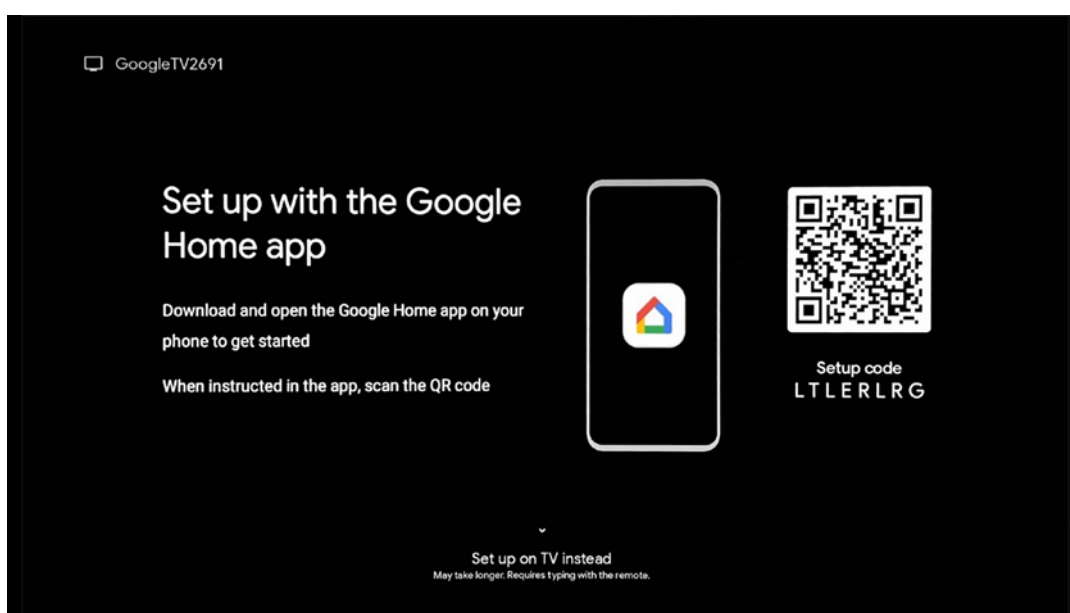 GoogleTV2691
Set up with the Google
Home app
Download and open the Google Home app on your
phone to get started
When instructed in the app, scan the QR code
Setup code
LTLERLRG
Set up on TV instead
May take longer. Requires typing with the remote.